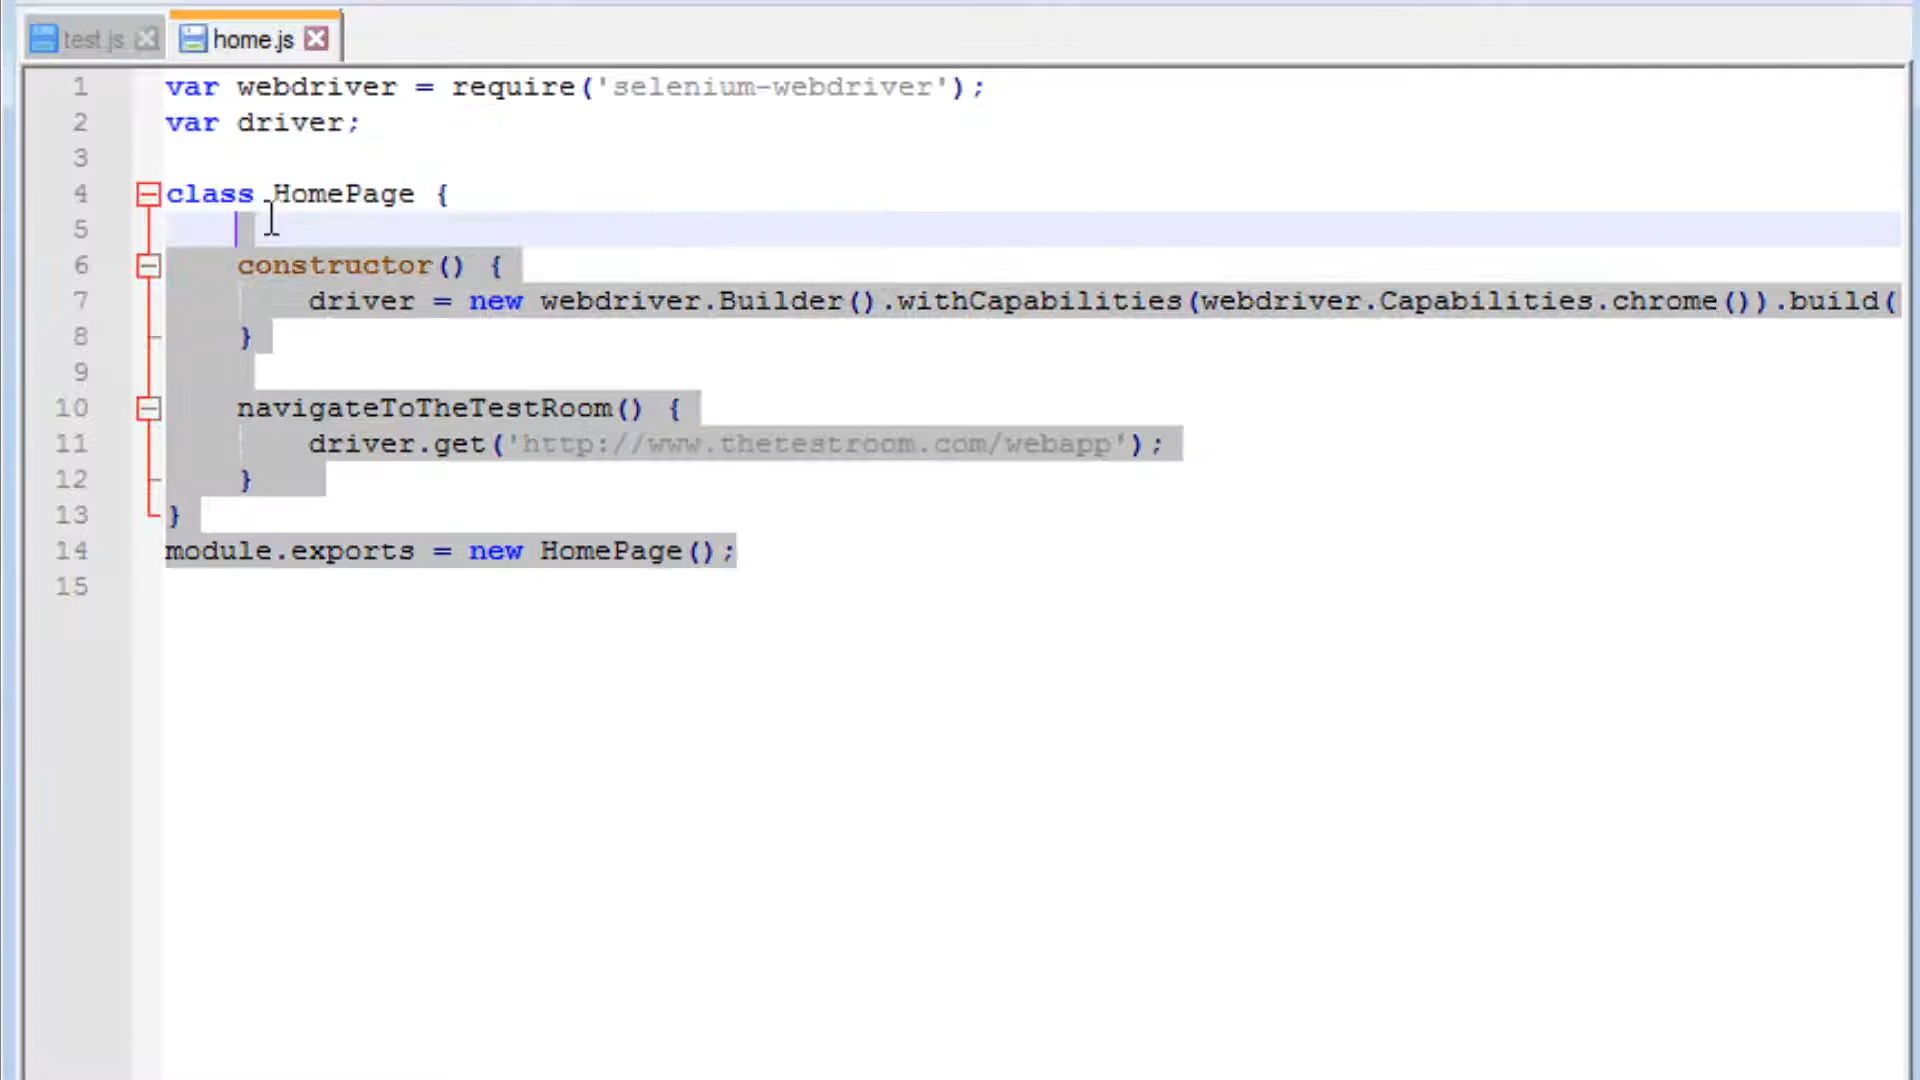 test.js home.js
1 var webdriver = require('selenium-webdriver');
2 var driver;
3
4 class HomePage {
5
6 constructor() {
7 driver = new webdriver.Builder().withCapabilities(webdriver.Capabilities.chrome()).build(
8 }
9
10 navigateToTheTestRoom() {
11 driver.get('http://www.thetestroom.com/webapp');
12 }
13 }
14 module.exports = new HomePage();
15